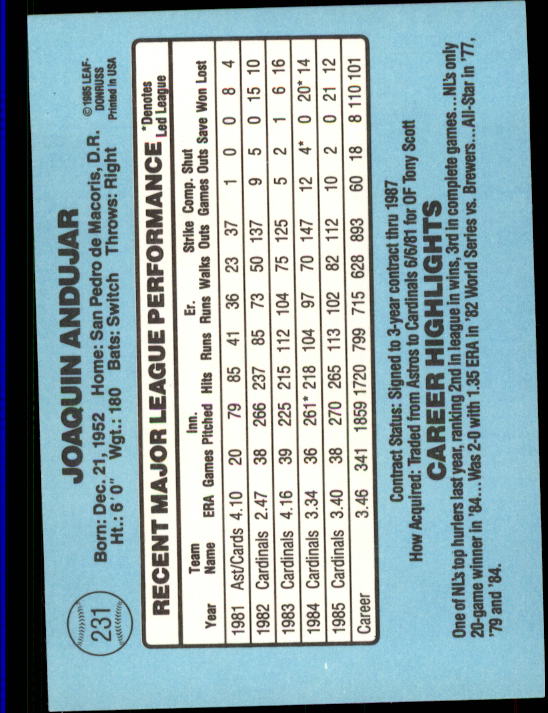 231
JOAQUIN ANDUJAR
©1985 LEAF-
DONRUSS
Printed in USA
Born: Dec. 21, 1952 Home: San Pedro de Macoris, D.R.
Ht.: 6' 0" Wgt.: 180 Bats: Switch Throws: Right
RECENT MAJOR LEAGUE PERFORMANCE *Denotes
Led League
Team Inn. Er. Strike Comp. Shut
Year Name ERA Games Pitched Hits Runs Runs Walks Outs Games Outs Save Won Lost
1981 Ast/Cards 4.10 20 79 85 41 36 23 37 1 0 0 8 4
1982 Cardinals 2.47 38 266 237 85 73 50 137 9 5 0 15 10
1983 Cardinals 4.16 39 225 215 112 104 75 125 5 2 1 6 16
1984 Cardinals 3.34 36 261* 218 104 97 70 147 12 4* 0 20* 14
1985 Cardinals 3.40 38 270 265 113 102 82 112 10 2 0 21 12
Career 3.46 341 1859 1720 799 715 628 893 60 18 8 110 101
Contract Status: Signed to 3-year contract thru 1987
How Acquired: Traded from Astros to Cardinals 6/6/81 for OF Tony Scott
CAREER HIGHLIGHTS
One of NL's top hurlers last year, ranking 2nd in league in wins, 3rd in complete games...NL's only
20-game winner in '84... Was 2-0 with 1.35 ERA in '82 World Series vs. Brewers...All-Star in '77,
'79 and '84.